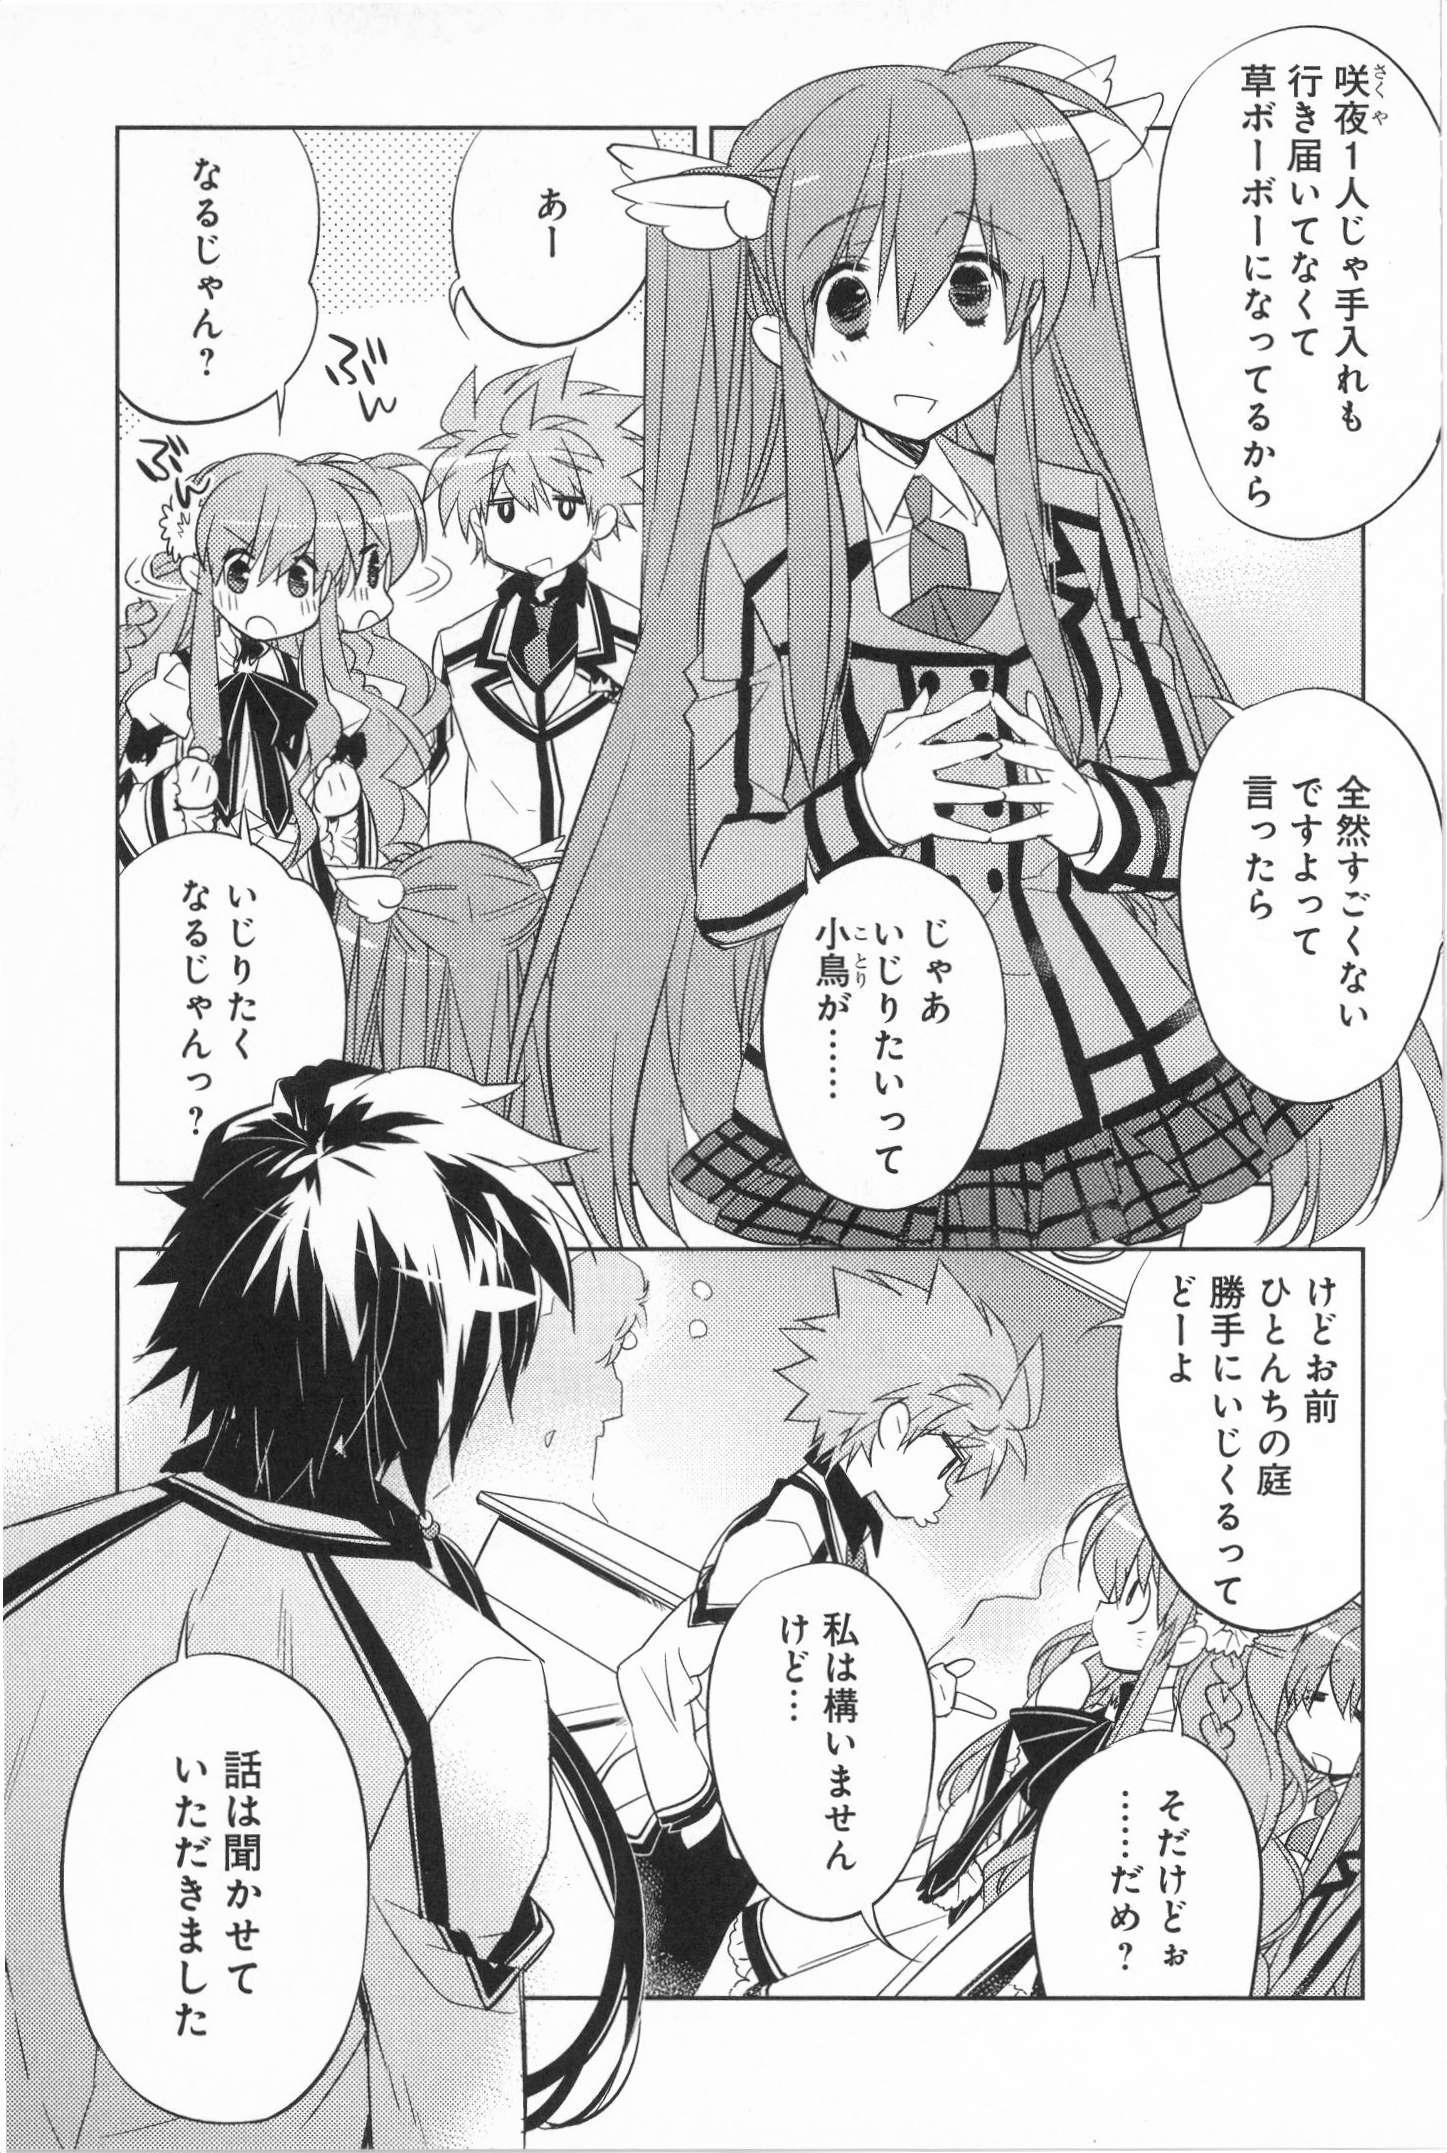 咲夜1人じゃ手入れも
さくや
行き届いてなくて
草ボーボーになってるから
全然すごくない
ですよって
言ったら
じゃあ
いじりたいって
小鳥が……
ことり
あー
なるじゃん?
ぶん
ぶん
いじりたく
なるじゃんっ?
けどお前
ひとんちの庭
勝手にいじくるって
どーよ
そだけどぉ
……だめ?
私は構いません
けど…
話は聞かせて
いただきました